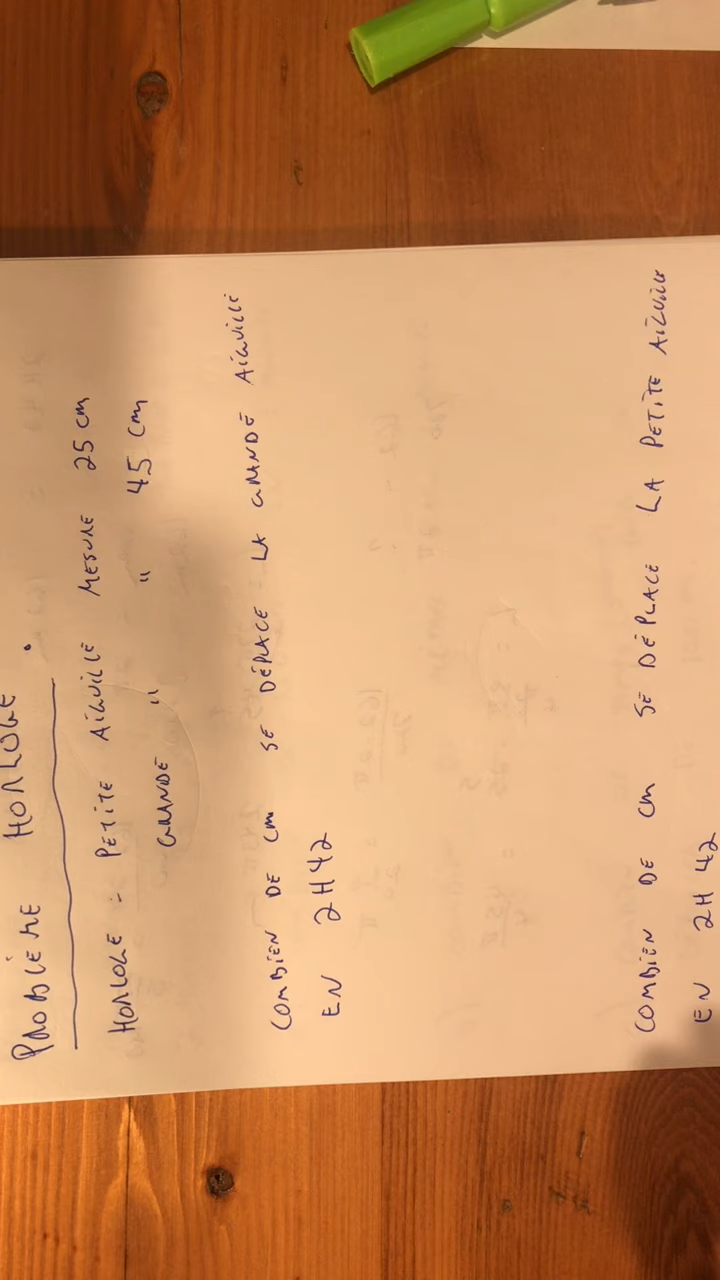 PROBLÈME HORLOGE
HORLOGE : PETITE AIGUILLE MESURE 25 cm
GRANDE " " 45 cm
COMBIEN DE cm SE DÉPLACE LA GRANDE AIGUILLE
EN 2H42
COMBIEN DE cm SE DÉPLACE LA PETITE AIGUILLE
EN 2H42